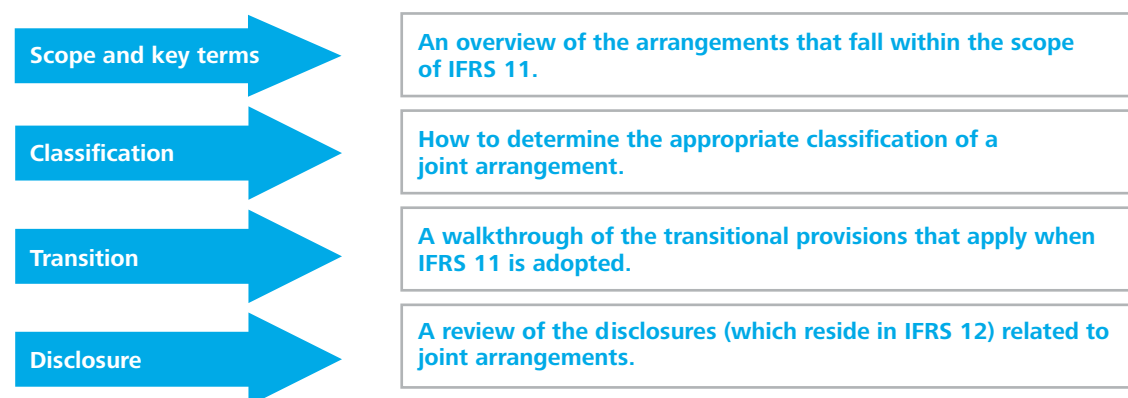 Scope and key terms
An overview of the arrangements that fall within the scope
of IFRS 11.
Classification
How to determine the appropriate classification of a
joint arrangement.
Transition
A walkthrough of the transitional provisions that apply when
IFRS 11 is adopted.
Disclosure
A review of the disclosures (which reside in IFRS 12) related to
joint arrangements.